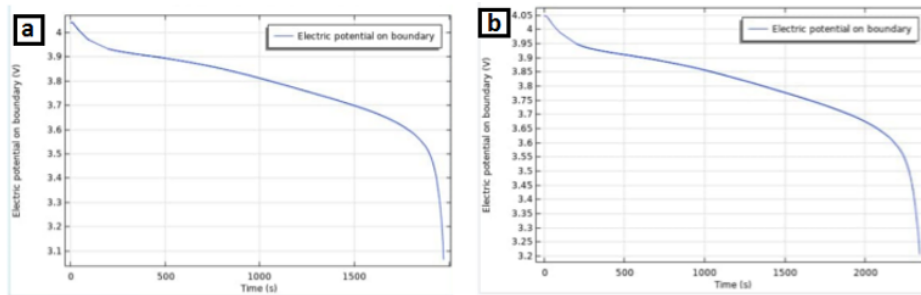 a
Electric potential on boundary
4
3.9
3.8
3.7
3.6
3.5
3.4
3.3
3.2
3.1
Electric potential on boundary (V)
0 500 1000 1500
Time (s)
b
Electric potential on boundary
4.05
4
3.95
3.9
3.85
3.8
3.75
3.7
3.65
3.6
3.55
3.5
3.45
3.4
3.35
3.3
3.25
3.2
Electric potential on boundary (V)
0 500 1000 1500 2000
Time (s)